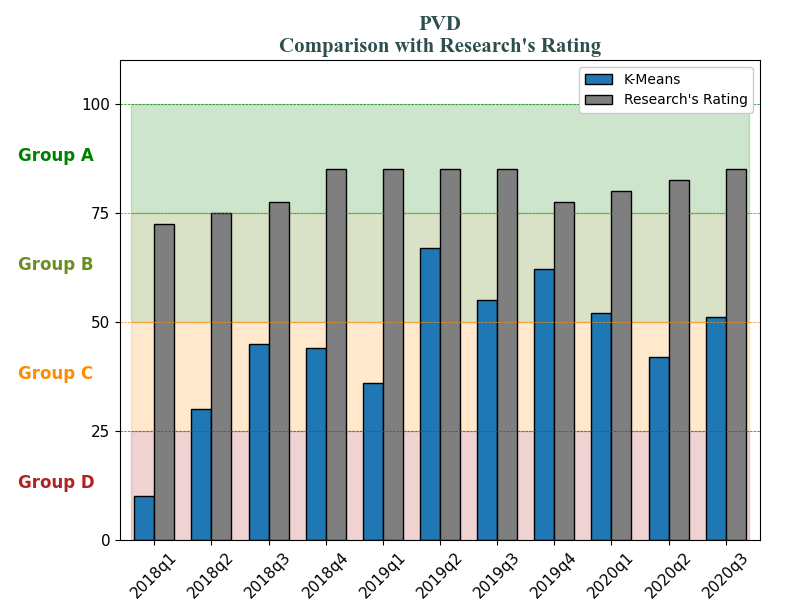 PVD
Comparison with Research's Rating
K-Means
Research's Rating
100
Group A
75
Group B
50
Group C
25
Group D
0
2018q1
2018q2
2018q3
2018q4
2019q1
2019q2
2019q3
2019q4
2020q1
2020q2
2020q3